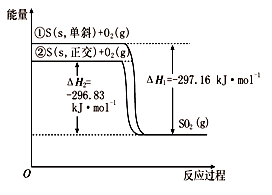 能量
①S(s,单斜)+O₂(g)
②S(s,正交)+O₂(g)
ΔH₂=
-296.83
kJ·mol⁻¹
ΔH₁=-297.16 kJ·mol⁻¹
SO₂(g)
O
反应过程